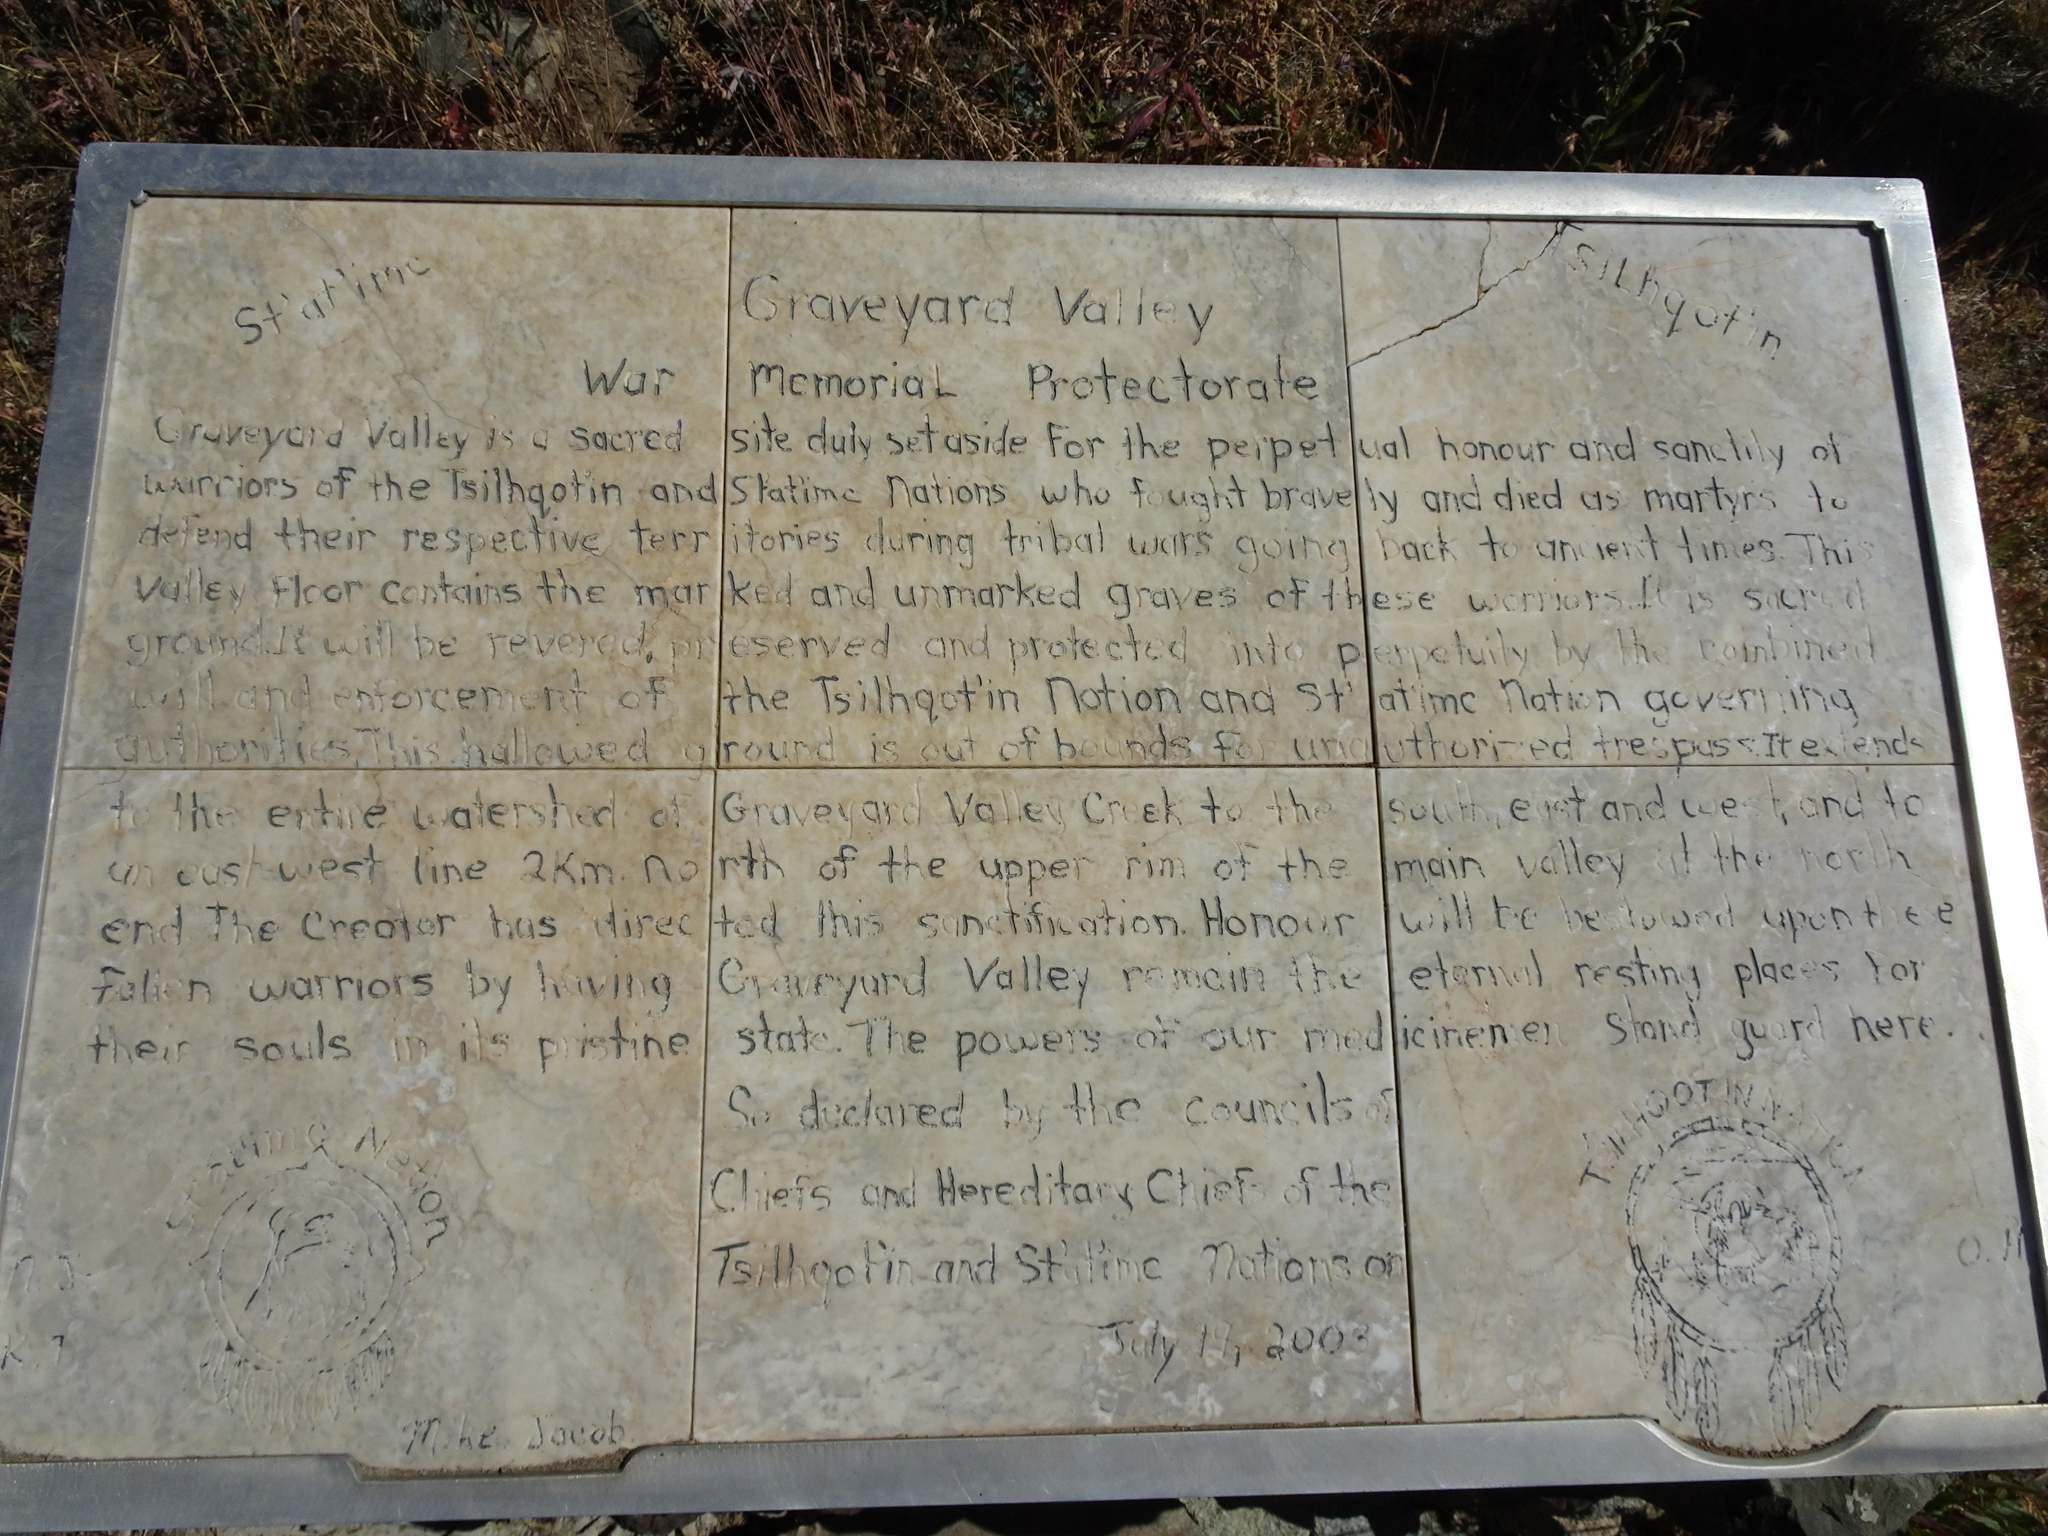 St'at'imc
Tsilhqot'in
Graveyard Valley
War Memorial Protectorate
Graveyard Valley is a sacred site duly set aside for the perpetual honour and sanctity of
warriors of the Tsilhqotin and Statimc Nations who fought bravely and died as martyrs to
defend their respective territories during tribal wars going back to ancient times. This
Valley Floor contains the marked and unmarked graves of these warriors. It is sacred
ground. It will be revered, preserved and protected into perpetuity by the combined
will and enforcement of the Tsilhqot'in Nation and St'at'imc Nation governing
authorities. This hallowed ground is out of bounds for unauthorized trespass. It extends
to the entire watershed of Graveyard Valley Creek to the south, east and west, and to
an east-west line 2Km. north of the upper rim of the main valley at the north
end. The Creator has directed this sanctification. Honour will be bestowed upon these
fallen warriors by having Graveyard Valley remain the eternal resting places for
their souls in its pristine state. The powers of our medicinemen stand guard here.
So declared by the councils of
Chiefs and Hereditary Chiefs of the
Tsilhqot'in and St'at'imc Nations on
July 19, 2003
Nation
TSILHQOTIN NATION
Mike Jacob